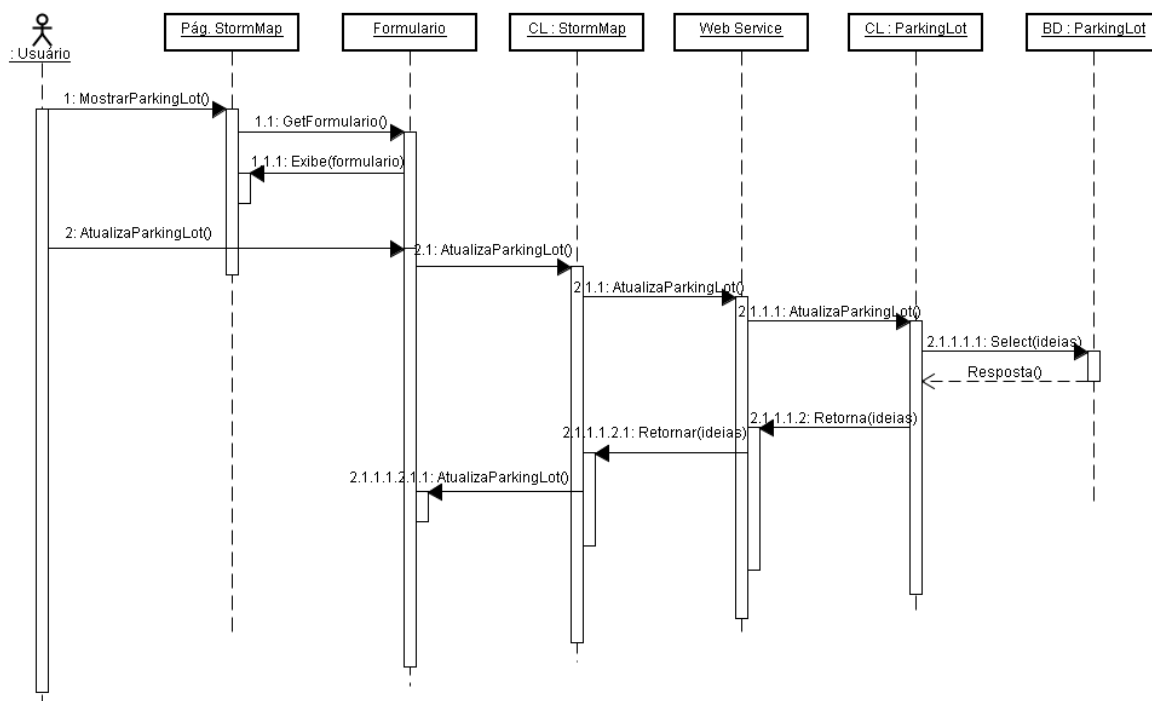 : Usuário
Pág. StormMap
Formulario
CL : StormMap
Web Service
CL : ParkingLot
BD : ParkingLot
1: MostrarParkingLot()
1.1: GetFormulario()
1.1.1: Exibe(formulario)
2: AtualizaParkingLot()
2.1: AtualizaParkingLot()
2.1.1: AtualizaParkingLot()
2.1.1.1: AtualizaParkingLot()
2.1.1.1.1: Select(ideias)
Resposta()
2.1.1.1.2: Retorna(ideias)
2.1.1.1.2.1: Retornar(ideias)
2.1.1.1.2.1.1: AtualizaParkingLot()